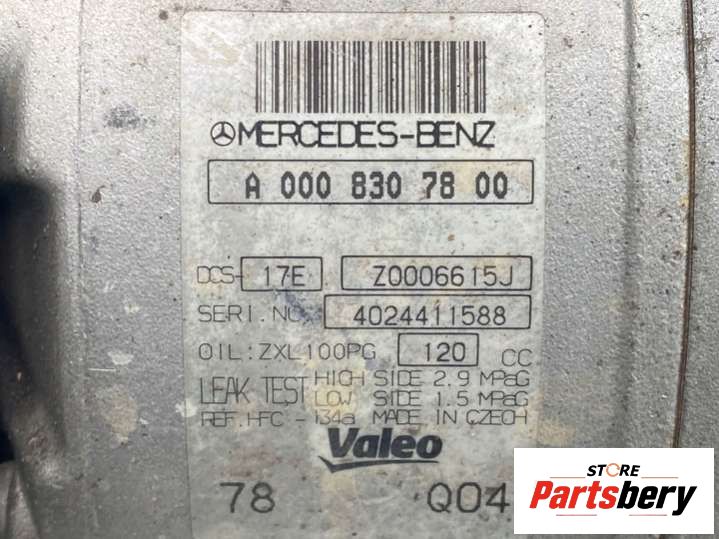 MERCEDES-BENZ
A 000 830 78 00
DCS- 17E Z0006615J
SERI.NO. 4024411588
OIL:ZXL100PG 120 CC
LEAK TEST HIGH SIDE 2.9 MPaG
LOW SIDE 1.5 MPaG
REF.HFC - 134a MADE IN CZECH
Valeo
78 Q04
STORE
Partsbery